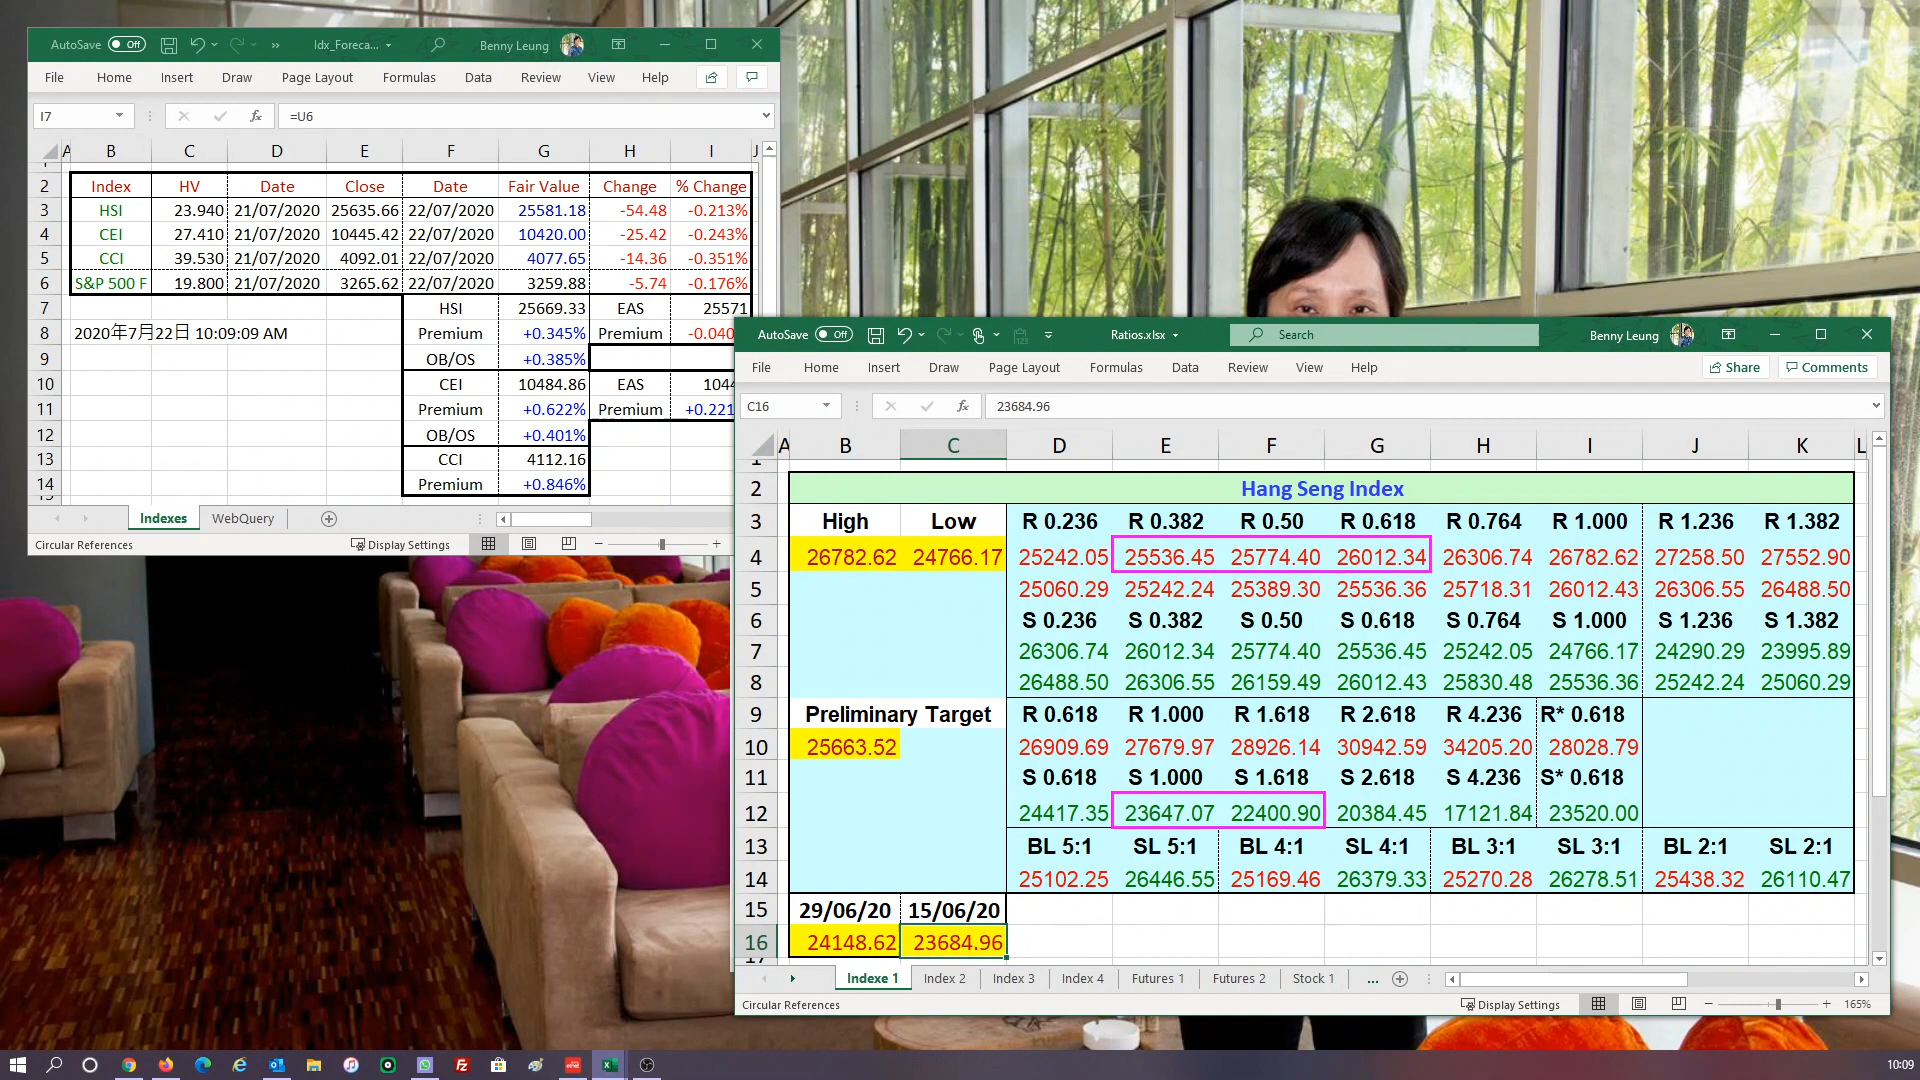 AutoSave Off Idx_Foreca... Benny Leung
File Home Insert Draw Page Layout Formulas Data Review View Help
I7 fx =U6
A B C D E F G H I J
2 Index HV Date Close Date Fair Value Change % Change
3 HSI 23.940 21/07/2020 25635.66 22/07/2020 25581.18 -54.48 -0.213%
4 CEI 27.410 21/07/2020 10445.42 22/07/2020 10420.00 -25.42 -0.243%
5 CCI 39.530 21/07/2020 4092.01 22/07/2020 4077.65 -14.36 -0.351%
6 S&P 500 F 19.800 21/07/2020 3265.62 22/07/2020 3259.88 -5.74 -0.176%
7 HSI 25669.33 EAS 25571
8 2020年7月22日 10:09:09 AM Premium +0.345% Premium -0.040
9 OB/OS +0.385%
10 CEI 10484.86 EAS 104
11 Premium +0.622% Premium +0.221
12 OB/OS +0.401%
13 CCI 4112.16
14 Premium +0.846%
Indexes WebQuery
Circular References Display Settings
AutoSave Off Ratios.xlsx Search Benny Leung
File Home Insert Draw Page Layout Formulas Data Review View Help Share Comments
C16 fx 23684.96
A B C D E F G H I J K L
2 Hang Seng Index
3 High Low R 0.236 R 0.382 R 0.50 R 0.618 R 0.764 R 1.000 R 1.236 R 1.382
4 26782.62 24766.17 25242.05 25536.45 25774.40 26012.34 26306.74 26782.62 27258.50 27552.90
5 25060.29 25242.24 25389.30 25536.36 25718.31 26012.43 26306.55 26488.50
6 S 0.236 S 0.382 S 0.50 S 0.618 S 0.764 S 1.000 S 1.236 S 1.382
7 26306.74 26012.34 25774.40 25536.45 25242.05 24766.17 24290.29 23995.89
8 26488.50 26306.55 26159.49 26012.43 25830.48 25536.36 25242.24 25060.29
9 Preliminary Target R 0.618 R 1.000 R 1.618 R 2.618 R 4.236 R* 0.618
10 25663.52 26909.69 27679.97 28926.14 30942.59 34205.20 28028.79
11 S 0.618 S 1.000 S 1.618 S 2.618 S 4.236 S* 0.618
12 24417.35 23647.07 22400.90 20384.45 17121.84 23520.00
13 BL 5:1 SL 5:1 BL 4:1 SL 4:1 BL 3:1 SL 3:1 BL 2:1 SL 2:1
14 25102.25 26446.55 25169.46 26379.33 25270.28 26278.51 25438.32 26110.47
15 29/06/20 15/06/20
16 24148.62 23684.96
Indexe 1 Index 2 Index 3 Index 4 Futures 1 Futures 2 Stock 1 ...
Circular References Display Settings 165%
10:09